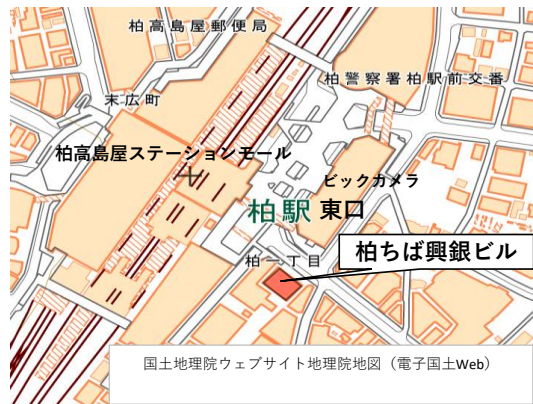 柏高島屋郵便局
柏警察署柏駅前交番
末広町
柏高島屋ステーションモール
ビックカメラ
柏駅 東口
柏ちば興銀ビル
柏一丁目
国土地理院ウェブサイト地理院地図（電子国土Web）